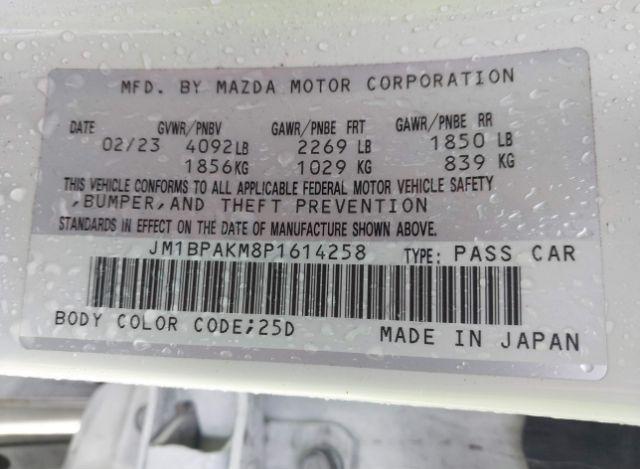 MFD. BY MAZDA MOTOR CORPORATION
DATE GVWR/PNBV GAWR/PNBE FRT GAWR/PNBE RR
02/23 4092LB 2269 LB 1850 LB
1856KG 1029 KG 839 KG
THIS VEHICLE CONFORMS TO ALL APPLICABLE FEDERAL MOTOR VEHICLE SAFETY
,BUMPER,AND THEFT PREVENTION
STANDARDS IN EFFECT ON THE DATE OF MANUFACTURE SHOWN ABOVE.
JM1BPAKM8P1614258 TYPE: PASS CAR
BODY COLOR CODE;25D MADE IN JAPAN